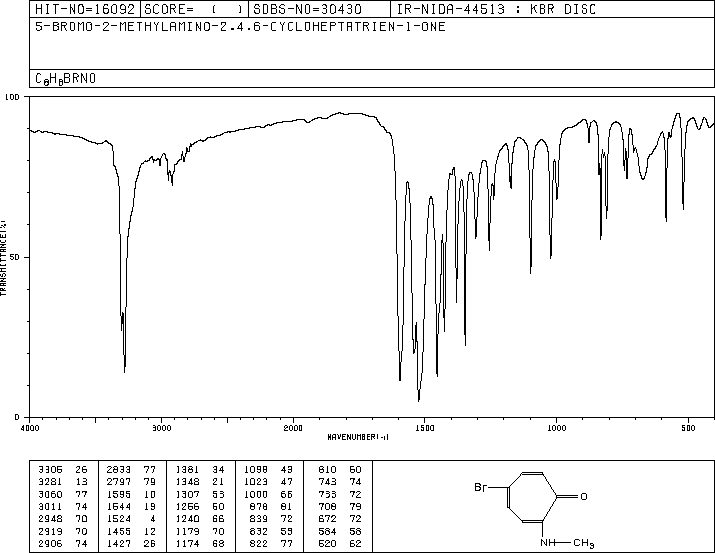 HIT-NO=16092 SCORE= ( ) SDBS-NO=30430 IR-NIDA-44513 : KBR DISC
5-BROMO-2-METHYLAMINO-2.4.6-CYCLOHEPTATRIEN-1-ONE
C8H8BRNO
100
50
0
TRANSMITTANCE(%)
4000 3000 2000 1500 1000 500
WAVENUMBER(-1)
3305 26 2833 77 1381 34 1098 43 810 60
3281 13 2797 79 1348 21 1023 47 743 74
3060 77 1595 10 1307 53 1000 66 733 72
3011 74 1544 19 1256 50 878 81 708 79
2948 70 1524 4 1240 66 839 72 672 72
2919 70 1455 12 1179 70 832 53 584 58
2906 74 1427 26 1174 68 822 77 520 62
Br
O
NH CH3